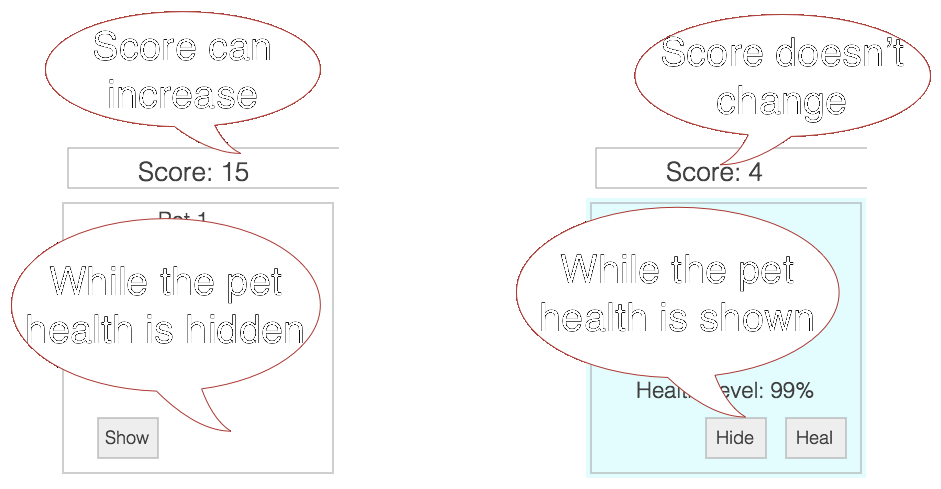 Score can
increase
Score: 15
Pet 1
While the pet
health is hidden
Show
Score doesn't
change
Score: 4
While the pet
health is shown
Health Level: 99%
Hide
Heal